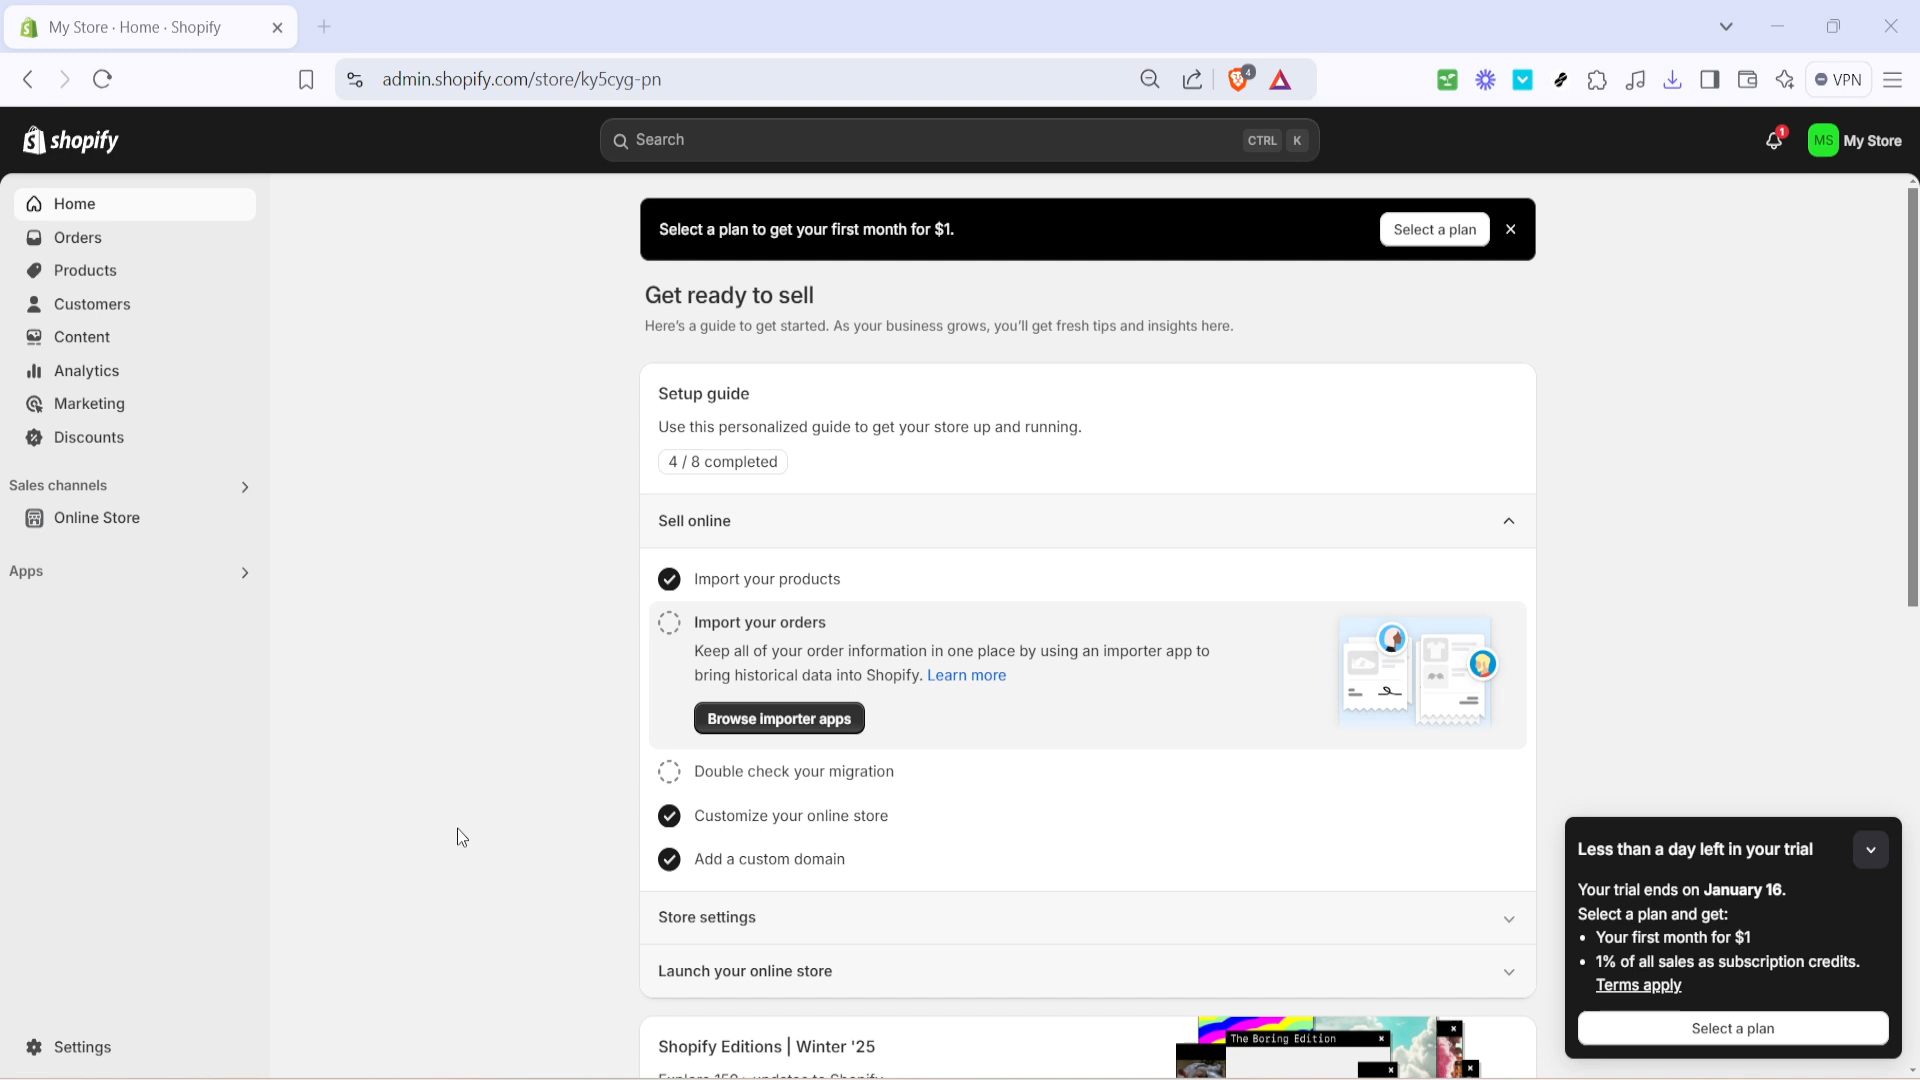 My Store · Home · Shopify
admin.shopify.com/store/ky5cyg-pn
4
VPN
shopify
Search
CTRL K
1
MS
My Store
Home
Orders
Products
Customers
Content
Analytics
Marketing
Discounts
Sales channels
Online Store
Apps
Settings
Select a plan to get your first month for $1.
Select a plan
Get ready to sell
Here's a guide to get started. As your business grows, you'll get fresh tips and insights here.
Setup guide
Use this personalized guide to get your store up and running.
4 / 8 completed
Sell online
Import your products
Import your orders
Keep all of your order information in one place by using an importer app to
bring historical data into Shopify. Learn more
Browse importer apps
Double check your migration
Customize your online store
Add a custom domain
Store settings
Launch your online store
Shopify Editions | Winter '25
The Boring Edition
Less than a day left in your trial
Your trial ends on January 16.
Select a plan and get:
• Your first month for $1
• 1% of all sales as subscription credits.
Terms apply
Select a plan